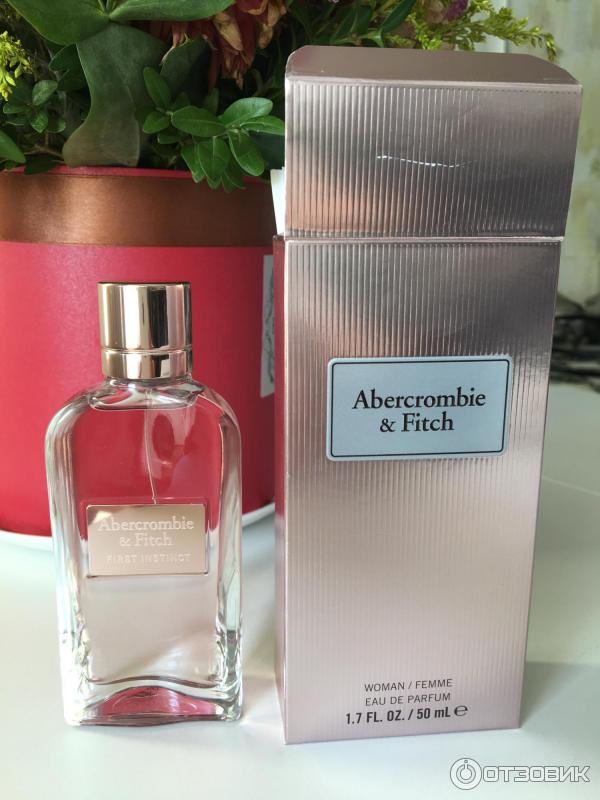 Abercrombie
& Fitch
FIRST INSTINCT
Abercrombie
& Fitch
WOMAN / FEMME
EAU DE PARFUM
1.7 FL. OZ. / 50 mL ℮
ОТЗОВИК